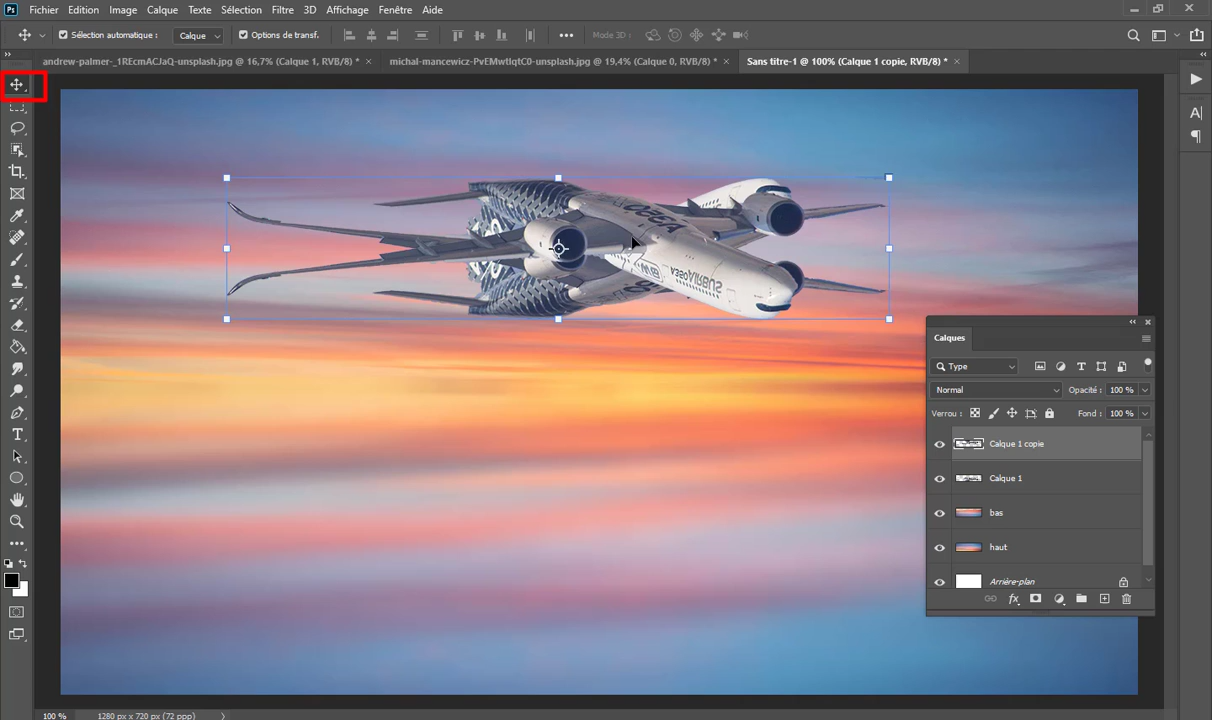 Ps Fichier Edition Image Calque Texte Sélection Filtre 3D Affichage Fenêtre Aide
Sélection automatique : Calque Options de transf. Mode 3D :
andrew-palmer-_1REcmACJaQ-unsplash.jpg @ 16,7% (Calque 1, RVB/8) * michal-mancewicz-PvEMwtIqtC0-unsplash.jpg @ 19,4% (Calque 0, RVB/8) * Sans titre-1 @ 100% (Calque 1 copie, RVB/8) *
Calques
Type
Normal Opacité : 100 %
Verrou : Fond : 100 %
Calque 1 copie
Calque 1
bas
haut
Arrière-plan
fx
100 % 1280 px x 720 px (72 ppp)